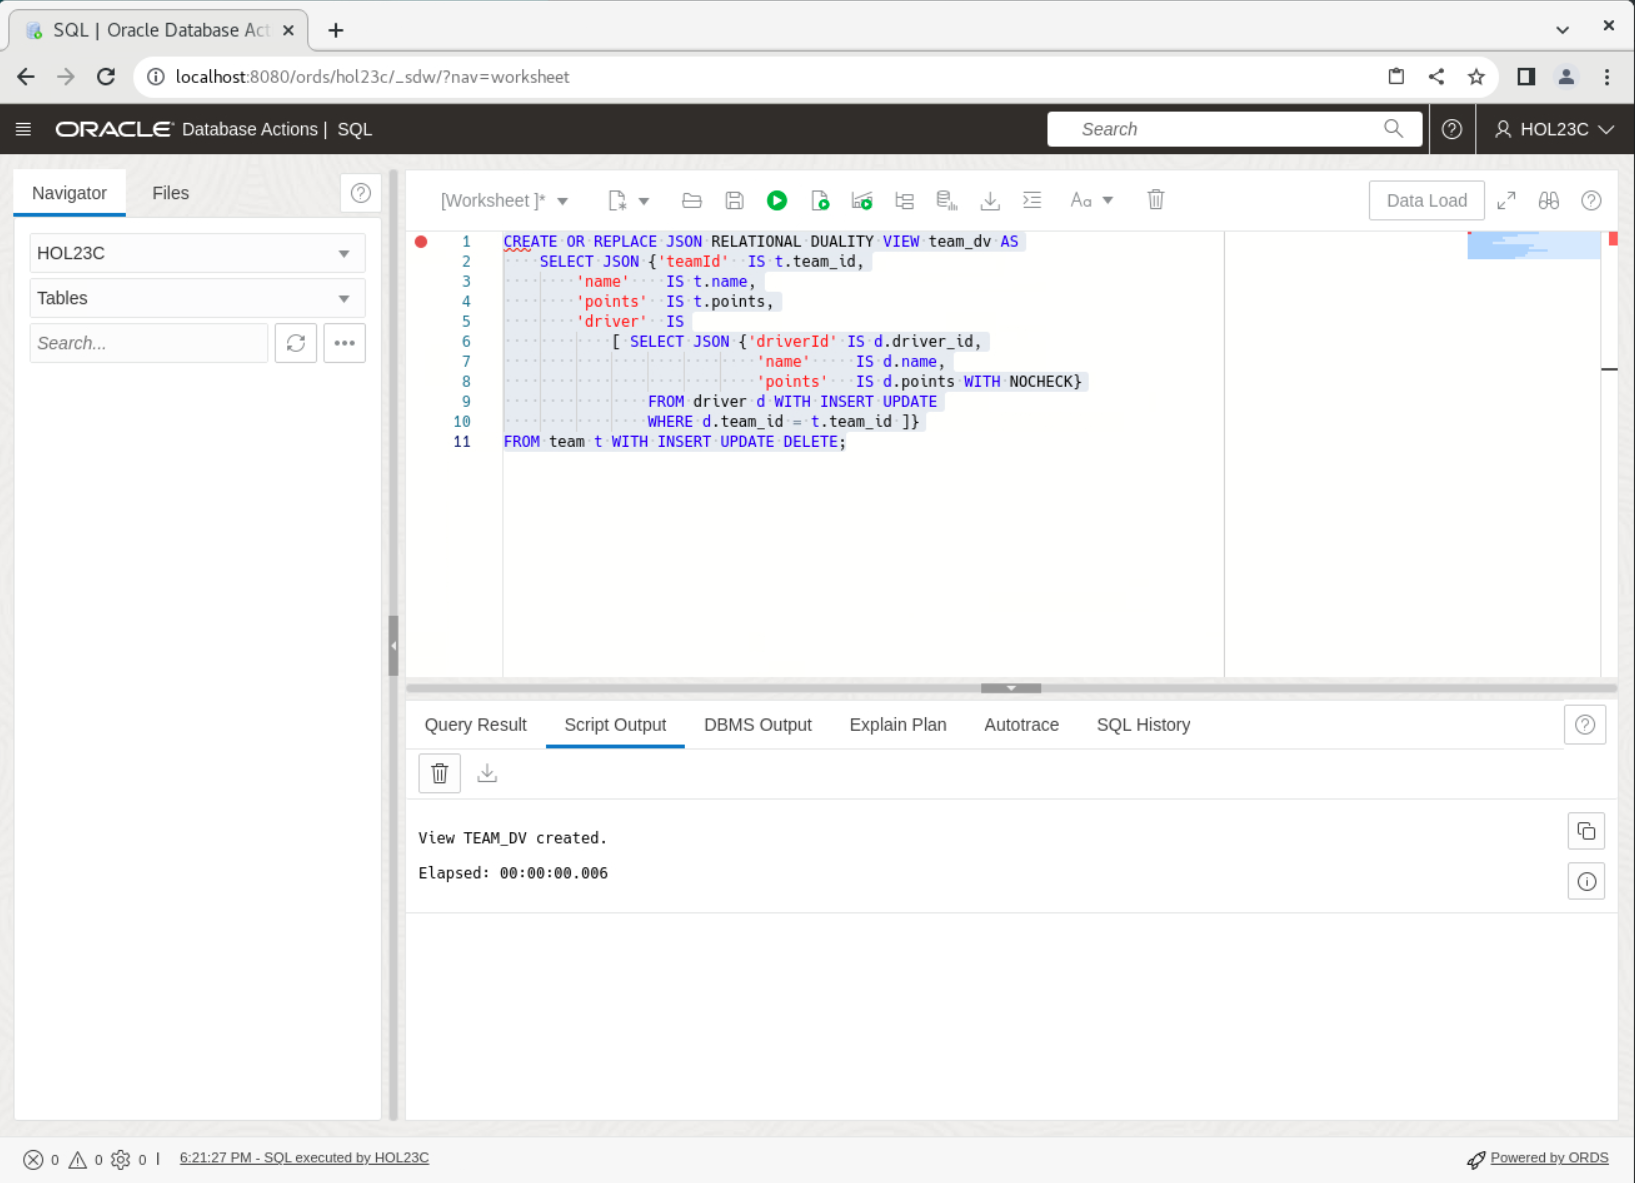 SQL | Oracle Database Act
localhost:8080/ords/hol23c/_sdw/?nav=worksheet
ORACLE Database Actions | SQL
Search
HOL23C
Navigator
Files
HOL23C
Tables
Search...
[Worksheet ]*
Aa
Data Load
1 CREATE OR REPLACE JSON RELATIONAL DUALITY VIEW team_dv AS
2 SELECT JSON {'teamId' IS t.team_id,
3 'name' IS t.name,
4 'points' IS t.points,
5 'driver' IS
6 [ SELECT JSON {'driverId' IS d.driver_id,
7 'name' IS d.name,
8 'points' IS d.points WITH NOCHECK}
9 FROM driver d WITH INSERT UPDATE
10 WHERE d.team_id = t.team_id ]}
11 FROM team t WITH INSERT UPDATE DELETE;
Query Result
Script Output
DBMS Output
Explain Plan
Autotrace
SQL History
View TEAM_DV created.
Elapsed: 00:00:00.006
0 0 0 | 6:21:27 PM - SQL executed by HOL23C
Powered by ORDS